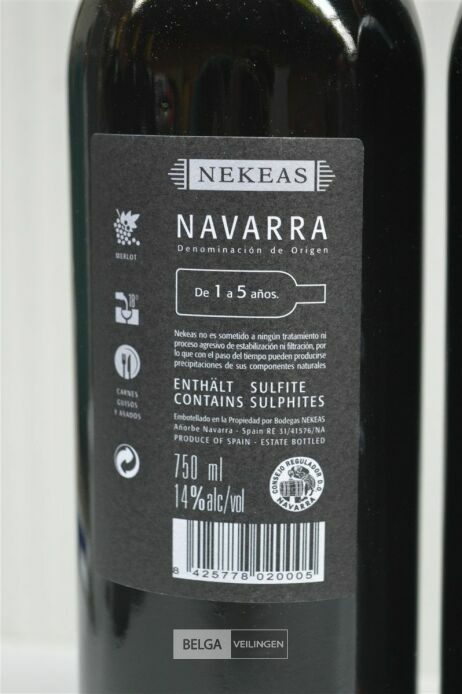 NEKEAS
NAVARRA
Denominación de Origen
De 1 a 5 años.
MERLOT
18°
CARNES
GUISOS
Y ASADOS
Nekeas no es sometido a ningún tratamiento ni
proceso agresivo de estabilización ni filtración, por
lo que con el paso del tiempo pueden producirse
precipitaciones de sus componentes naturales
ENTHÄLT SULFITE
CONTAINS SULPHITES
Embotellado en la Propiedad por Bodegas NEKEAS
Añorbe Navarra - Spain RE 31/41576/NA
PRODUCE OF SPAIN - ESTATE BOTTLED
750 ml
14%alc/vol
CONSEJO REGULADOR D.O.
NAVARRA
8 425778 020005
BELGA VEILINGEN